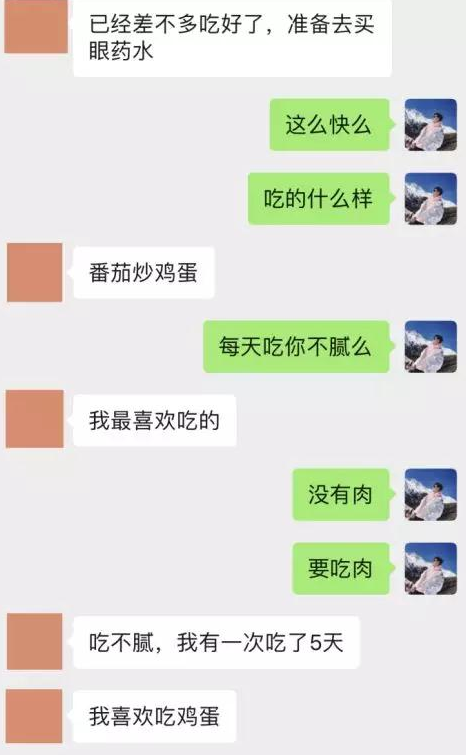 已经差不多吃好了，准备去买
眼药水
这么快么
吃的什么样
番茄炒鸡蛋
每天吃你不腻么
我最喜欢吃的
没有肉
要吃肉
吃不腻，我有一次吃了5天
我喜欢吃鸡蛋